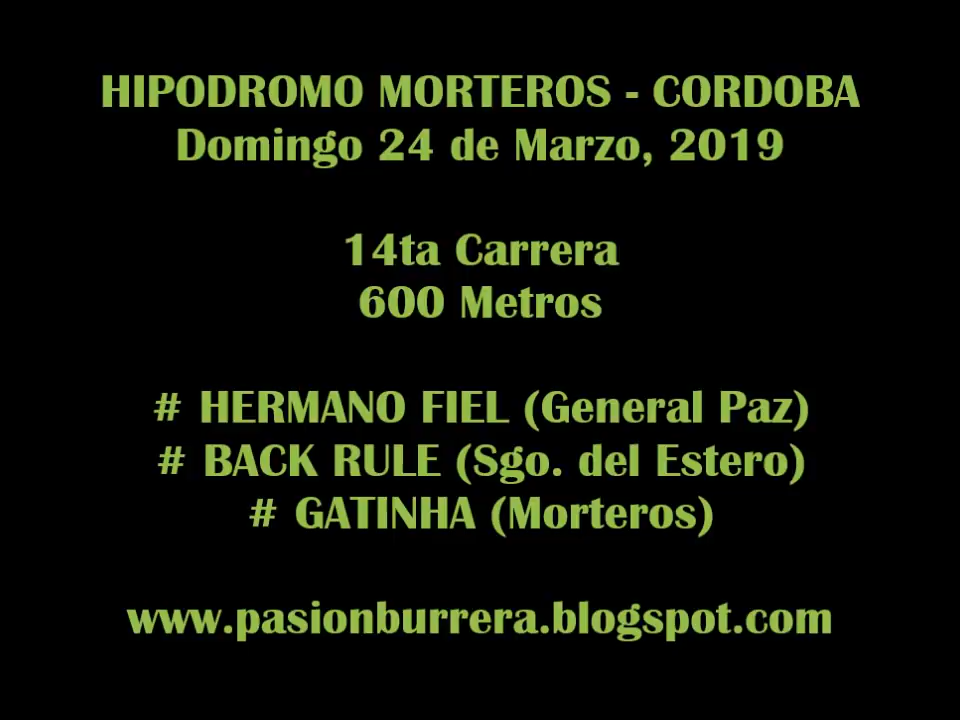 HIPODROMO MORTEROS - CORDOBA
Domingo 24 de Marzo, 2019
14ta Carrera
600 Metros
# HERMANO FIEL (General Paz)
# BACK RULE (Sgo. del Estero)
# GATINHA (Morteros)
www.pasionburrera.blogspot.com